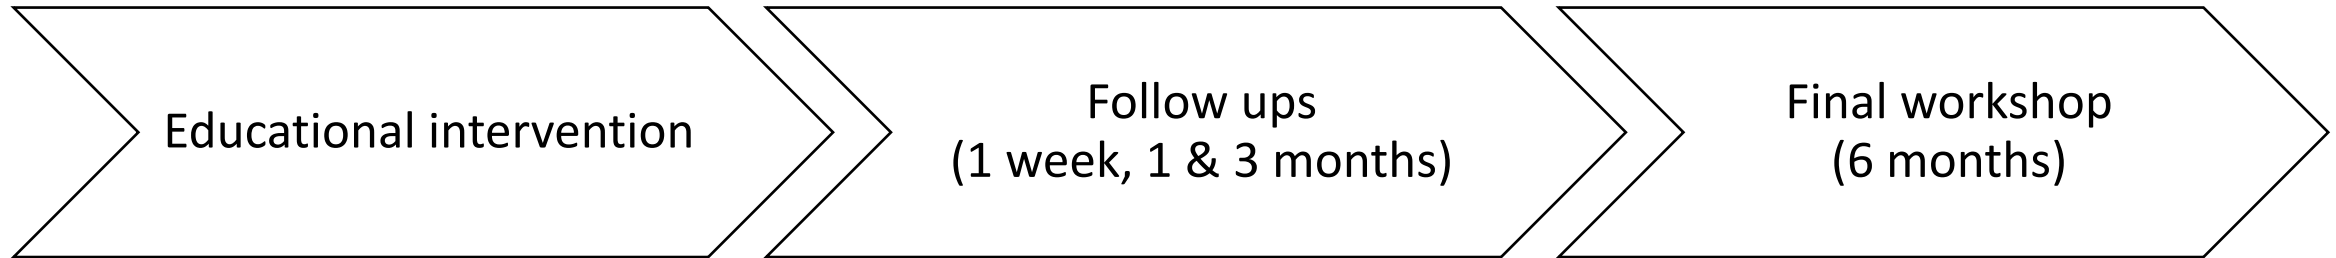 Educational intervention
Follow ups
(1 week, 1 & 3 months)
Final workshop
(6 months)